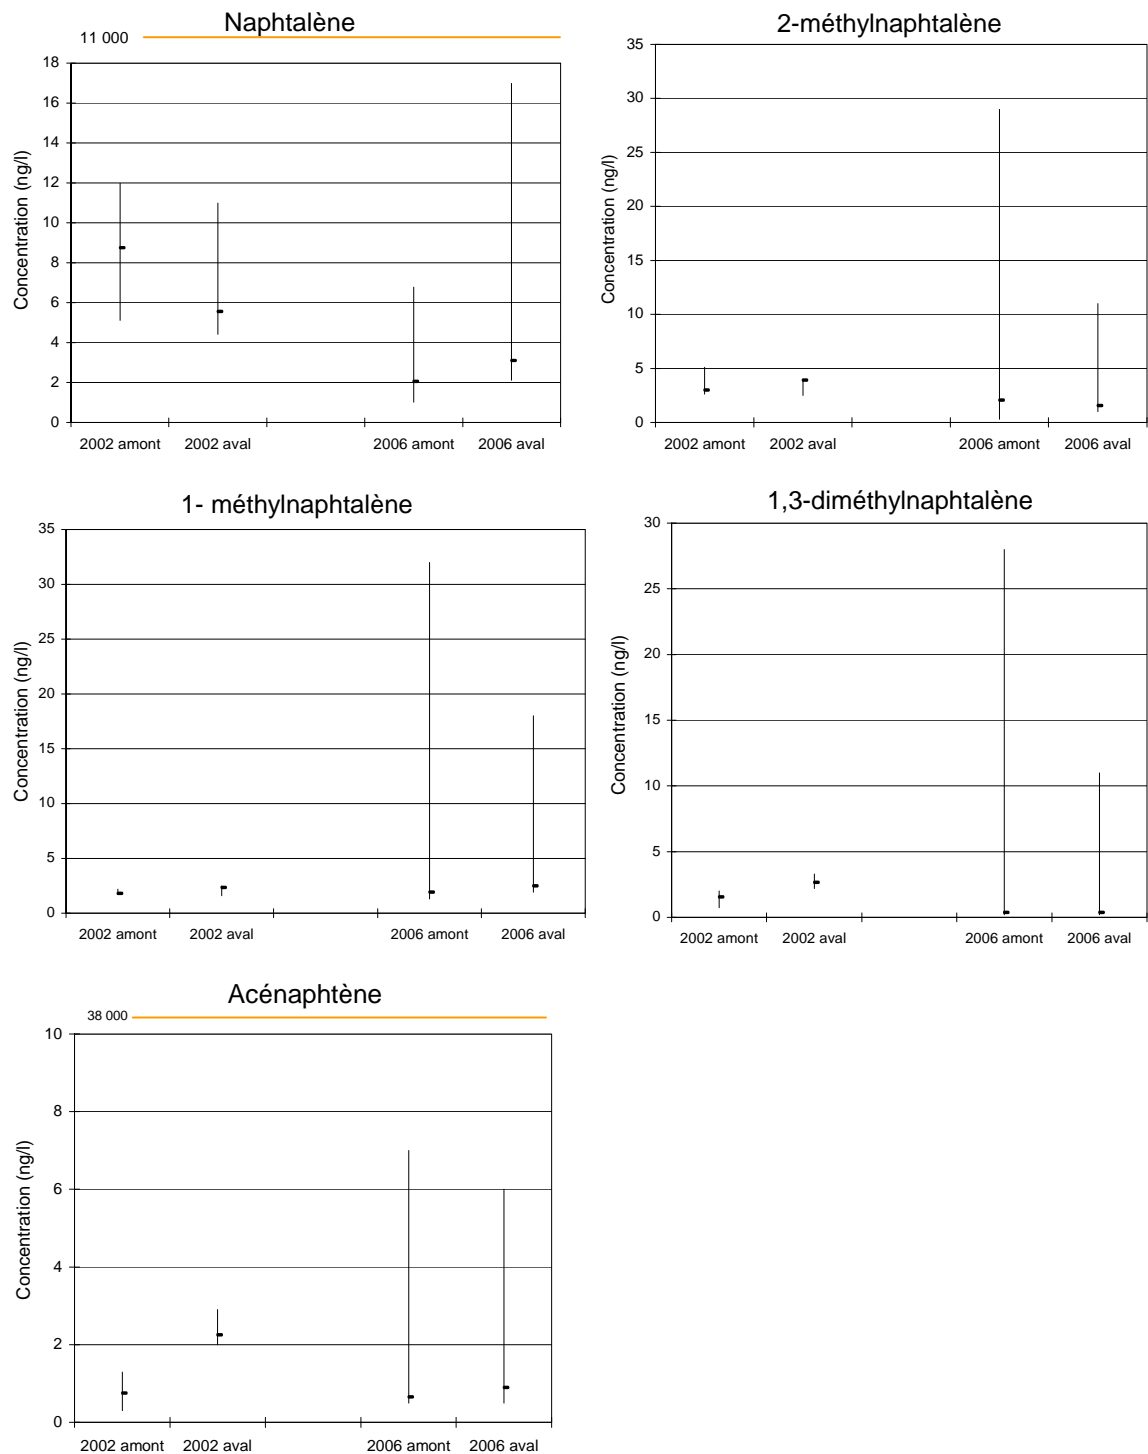 Naphtalène
11 000
Concentration (ng/l)
18
16
14
12
10
8
6
4
2
0
2002 amont 2002 aval 2006 amont 2006 aval
2-méthylnaphtalène
Concentration (ng/l)
35
30
25
20
15
10
5
0
2002 amont 2002 aval 2006 amont 2006 aval
1- méthylnaphtalène
Concentration (ng/l)
35
30
25
20
15
10
5
0
2002 amont 2002 aval 2006 amont 2006 aval
1,3-diméthylnaphtalène
Concentration (ng/l)
30
25
20
15
10
5
0
2002 amont 2002 aval 2006 amont 2006 aval
Acénaphtène
38 000
Concentration (ng/l)
10
8
6
4
2
0
2002 amont 2002 aval 2006 amont 2006 aval